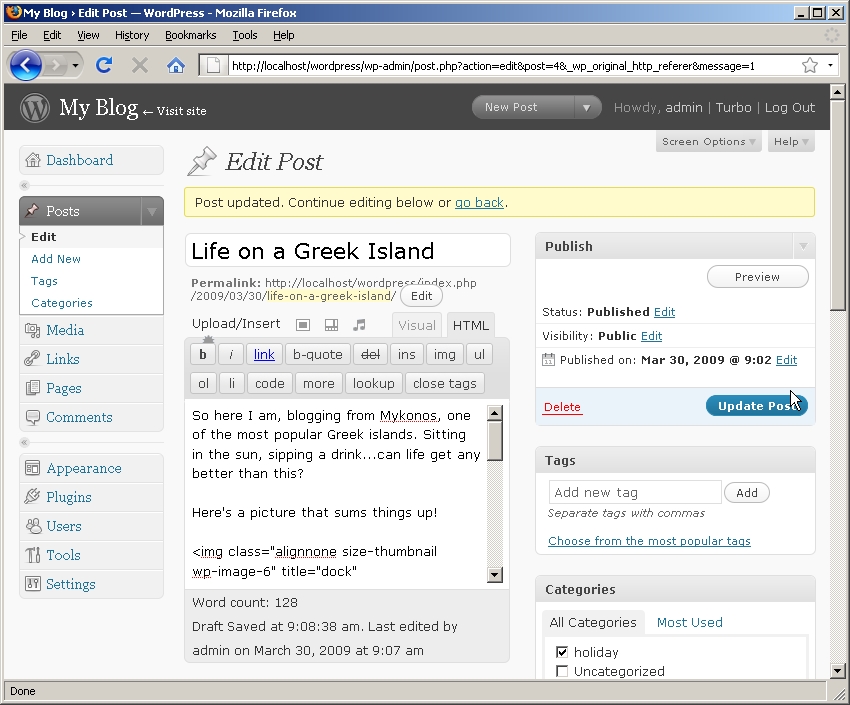 My Blog › Edit Post — WordPress - Mozilla Firefox
File Edit View History Bookmarks Tools Help
http://localhost/wordpress/wp-admin/post.php?action=edit&post=4&_wp_original_http_referer&message=1
My Blog ← Visit site
New Post
Howdy, admin | Turbo | Log Out
Screen Options
Help
Dashboard
Posts
Edit
Add New
Tags
Categories
Media
Links
Pages
Comments
Appearance
Plugins
Users
Tools
Settings
Edit Post
Post updated. Continue editing below or go back.
Life on a Greek Island
Permalink: http://localhost/wordpress/index.php
/2009/03/30/life-on-a-greek-island/ Edit
Upload/Insert
Visual
HTML
b i link b-quote del ins img ul
ol li code more lookup close tags
So here I am, blogging from Mykonos, one
of the most popular Greek islands. Sitting
in the sun, sipping a drink...can life get any
better than this?
Here's a picture that sums things up!
<img class="alignnone size-thumbnail
wp-image-6" title="dock"
Word count: 128
Draft Saved at 9:08:38 am. Last edited by
admin on March 30, 2009 at 9:07 am
Publish
Preview
Status: Published Edit
Visibility: Public Edit
Published on: Mar 30, 2009 @ 9:02 Edit
Delete
Update Post
Tags
Add new tag
Add
Separate tags with commas
Choose from the most popular tags
Categories
All Categories
Most Used
holiday
Uncategorized
Done